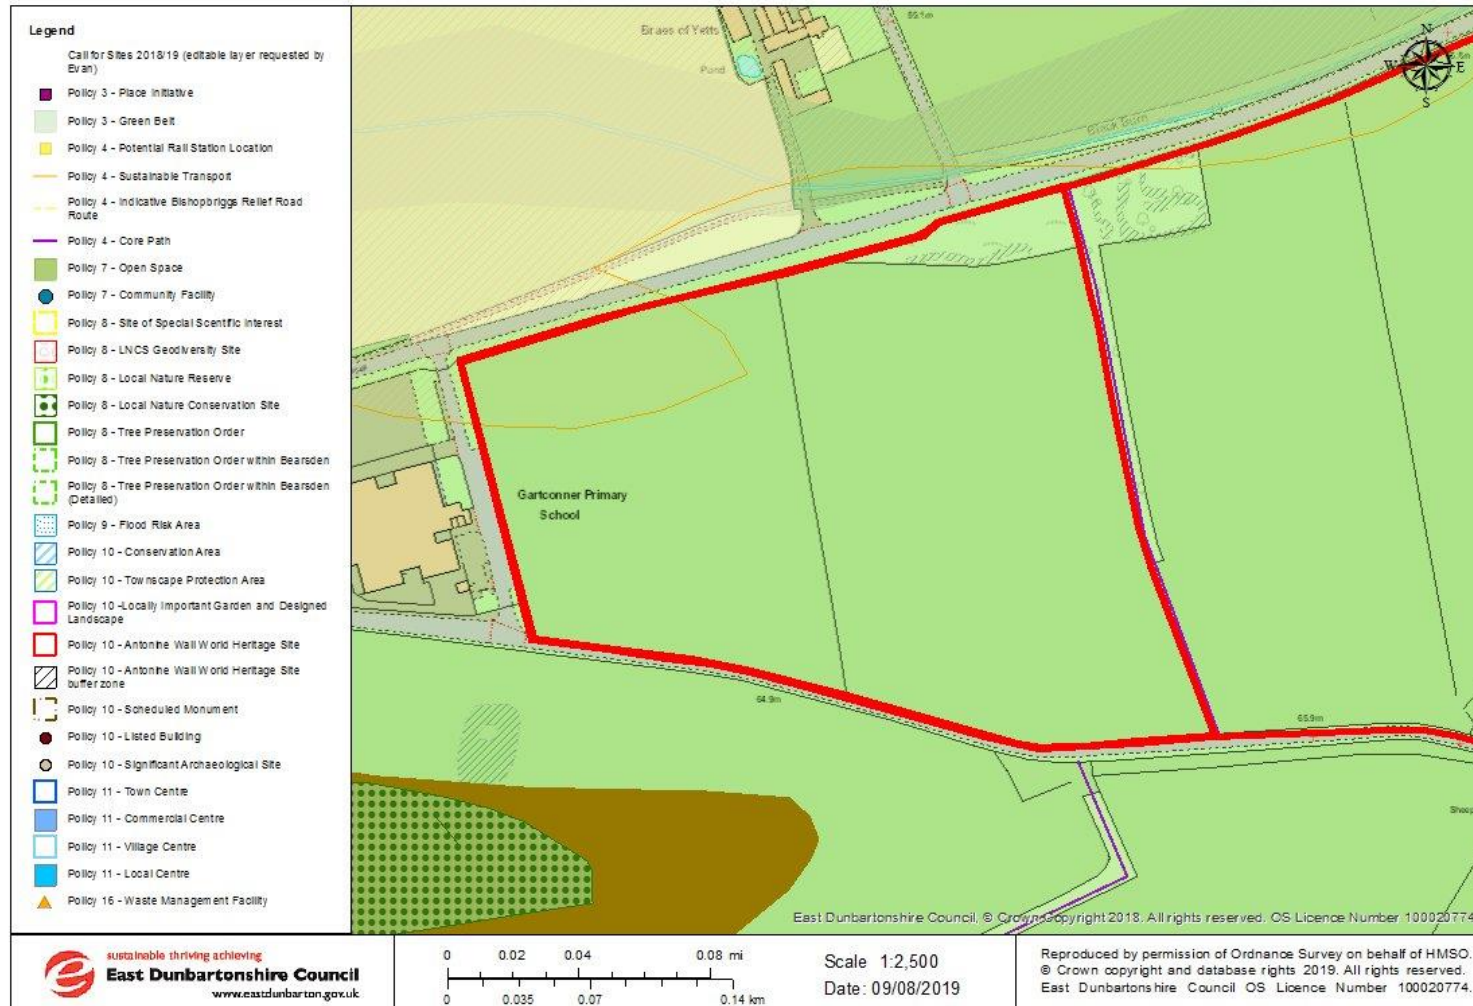 Legend
Call for Sites 2018/19 (editable layer requested by
Evan)
Policy 3 - Place Initiative
Policy 3 - Green Belt
Policy 4 - Potential Rail Station Location
Policy 4 - Sustainable Transport
Policy 4 - Indicative Bishopbriggs Relief Road
Route
Policy 4 - Core Path
Policy 7 - Open Space
Policy 7 - Community Facility
Policy 8 - Site of Special Scientific Interest
Policy 8 - LNCS Geodiversity Site
Policy 8 - Local Nature Reserve
Policy 8 - Local Nature Conservation Site
Policy 8 - Tree Preservation Order
Policy 8 - Tree Preservation Order within Bearsden
Policy 8 - Tree Preservation Order within Bearsden
(Detailed)
Policy 9 - Flood Risk Area
Policy 10 - Conservation Area
Policy 10 - Townscape Protection Area
Policy 10 -Locally Important Garden and Designed
Landscape
Policy 10 - Antonine Wall World Heritage Site
Policy 10 - Antonine Wall World Heritage Site
buffer zone
Policy 10 - Scheduled Monument
Policy 10 - Listed Building
Policy 10 - Significant Archaeological Site
Policy 11 - Town Centre
Policy 11 - Commercial Centre
Policy 11 - Village Centre
Policy 11 - Local Centre
Policy 16 - Waste Management Facility
Braes of Yetts
Pond
59.1m
N
W E
S
Black Burn
Gartconner Primary
School
64.9m
65.9m
East Dunbartonshire Council, © Crown Copyright 2018. All rights reserved. OS Licence Number 100020774
sustainable thriving achieving
East Dunbartonshire Council
www.eastdunbarton.gov.uk
0 0.02 0.04 0.08 mi
0 0.035 0.07 0.14 km
Scale 1:2,500
Date: 09/08/2019
Reproduced by permission of Ordnance Survey on behalf of HMSO.
© Crown copyright and database rights 2019. All rights reserved.
East Dunbartonshire Council OS Licence Number 100020774.